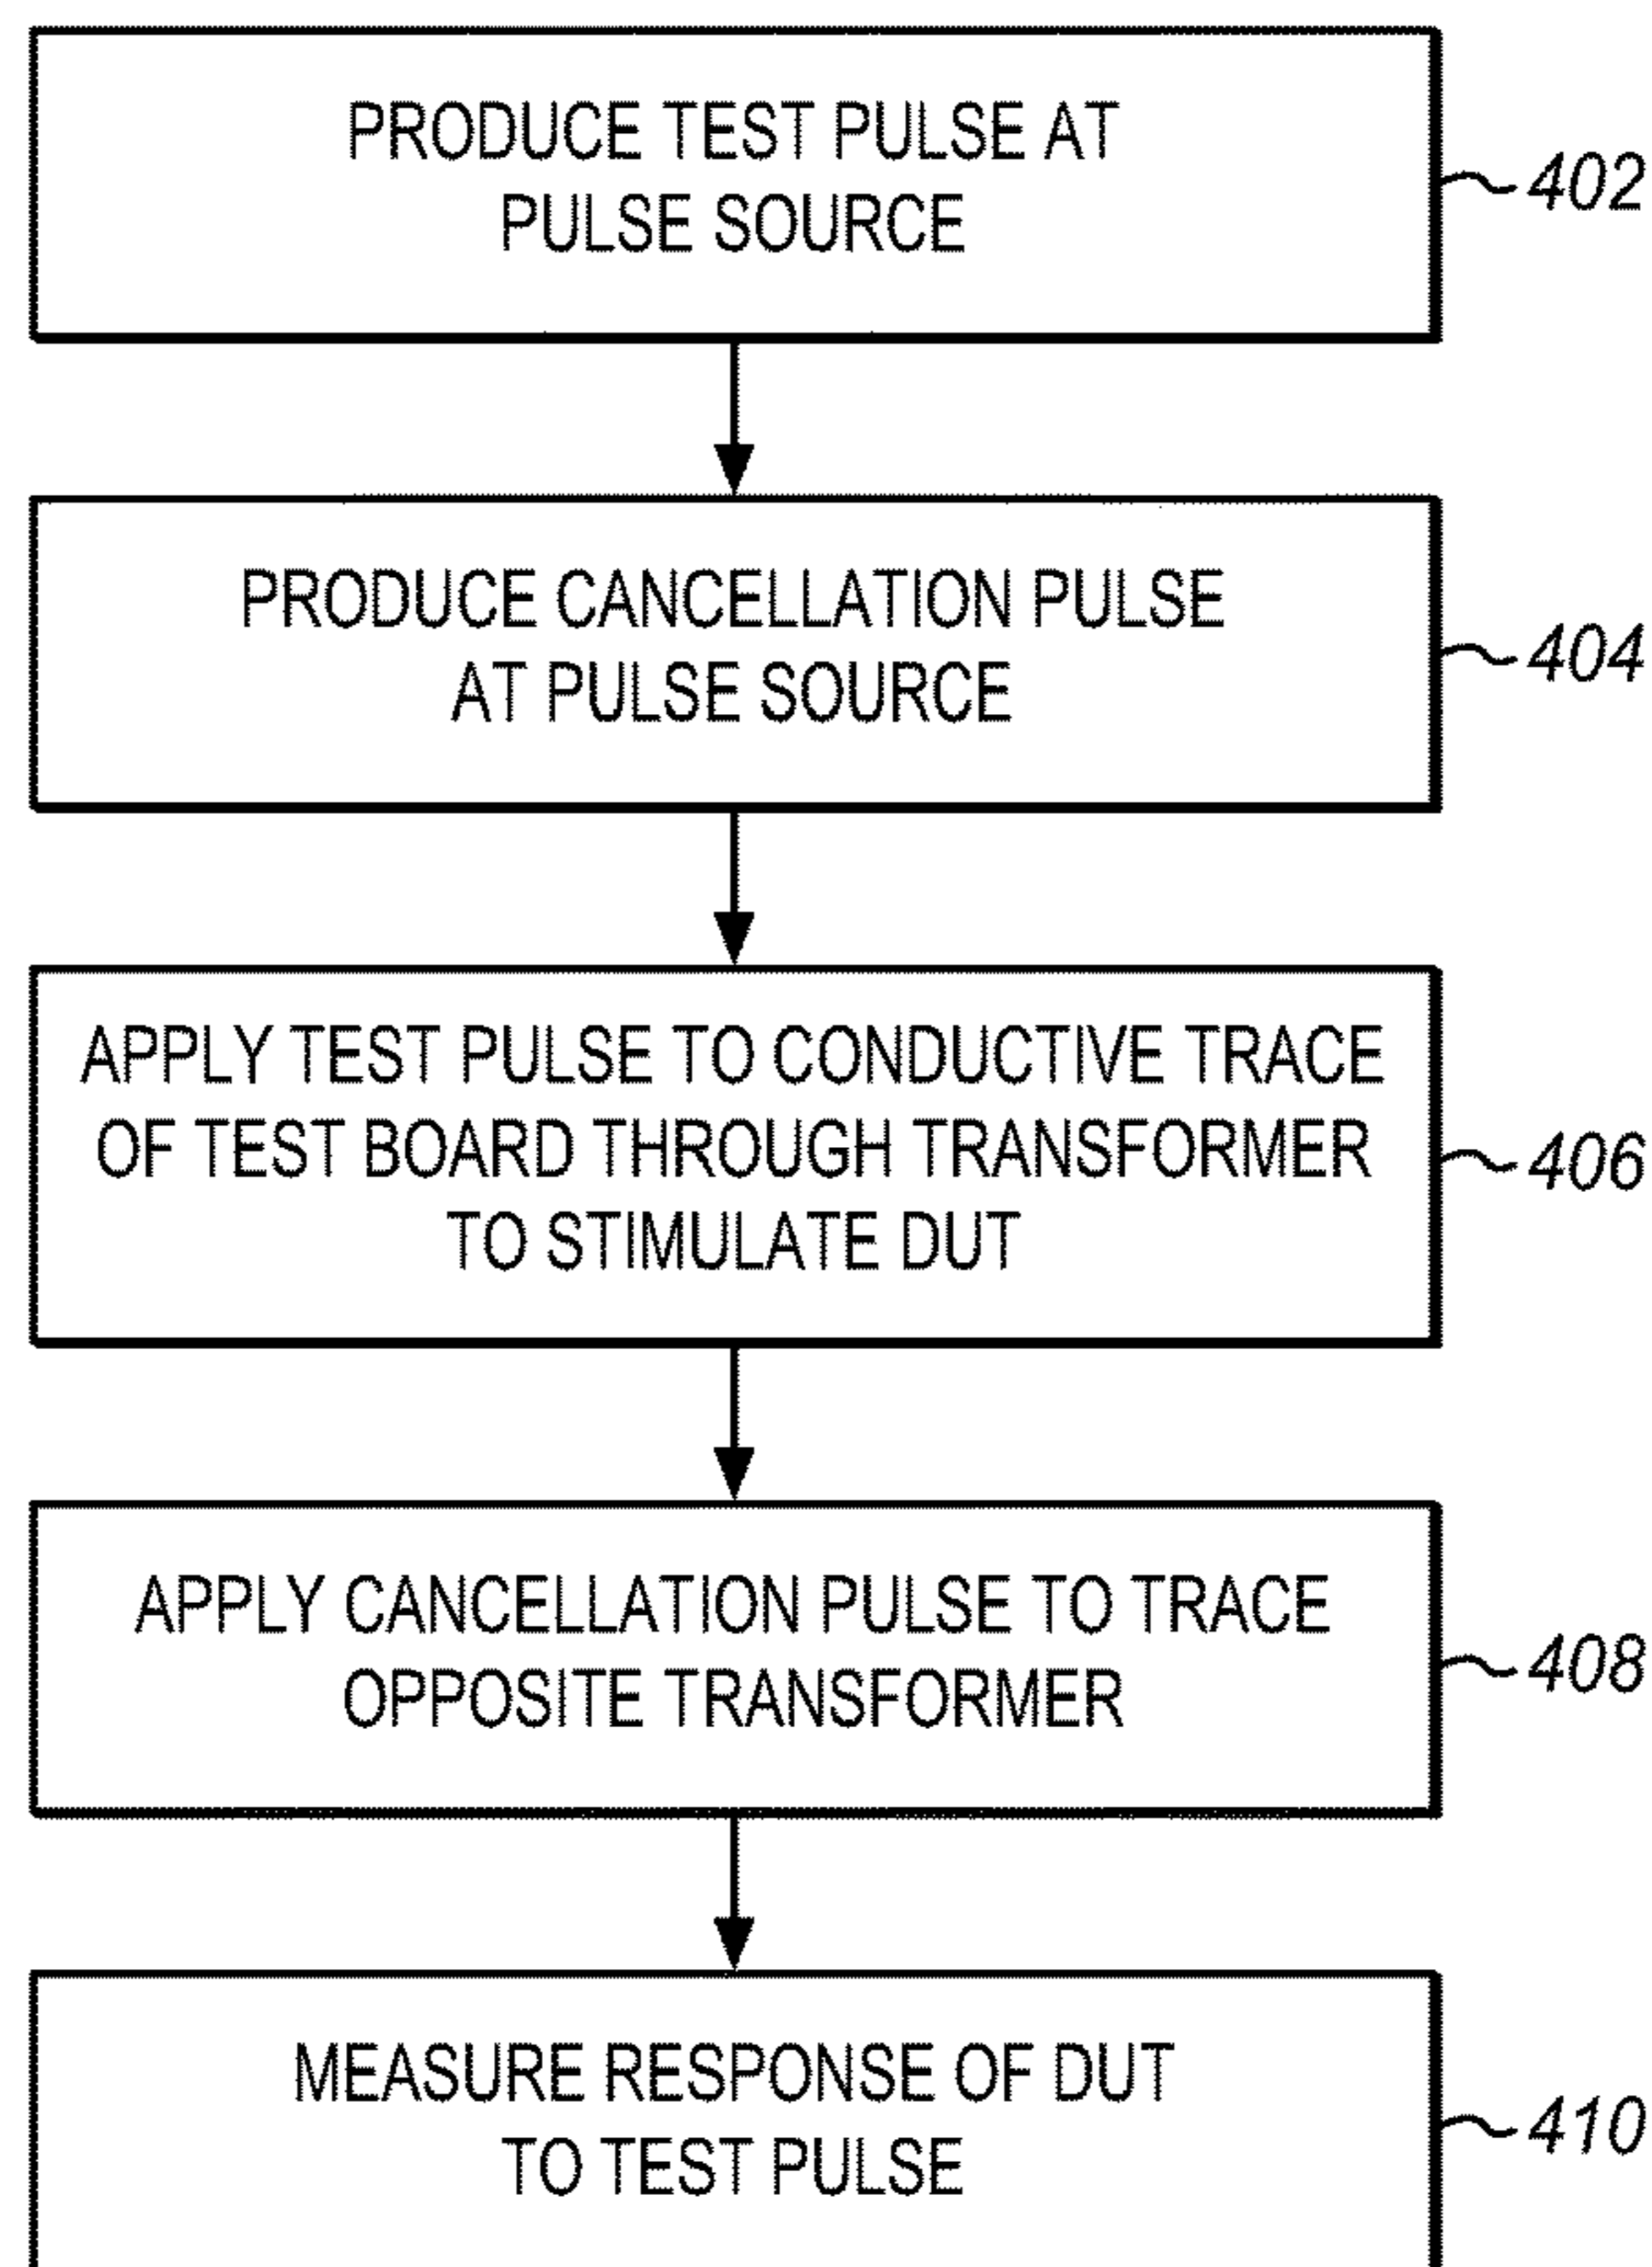 PRODUCE TEST PULSE AT
PULSE SOURCE
402
PRODUCE CANCELLATION PULSE
AT PULSE SOURCE
404
APPLY TEST PULSE TO CONDUCTIVE TRACE
OF TEST BOARD THROUGH TRANSFORMER
TO STIMULATE DUT
406
APPLY CANCELLATION PULSE TO TRACE
OPPOSITE TRANSFORMER
408
MEASURE RESPONSE OF DUT
TO TEST PULSE
410